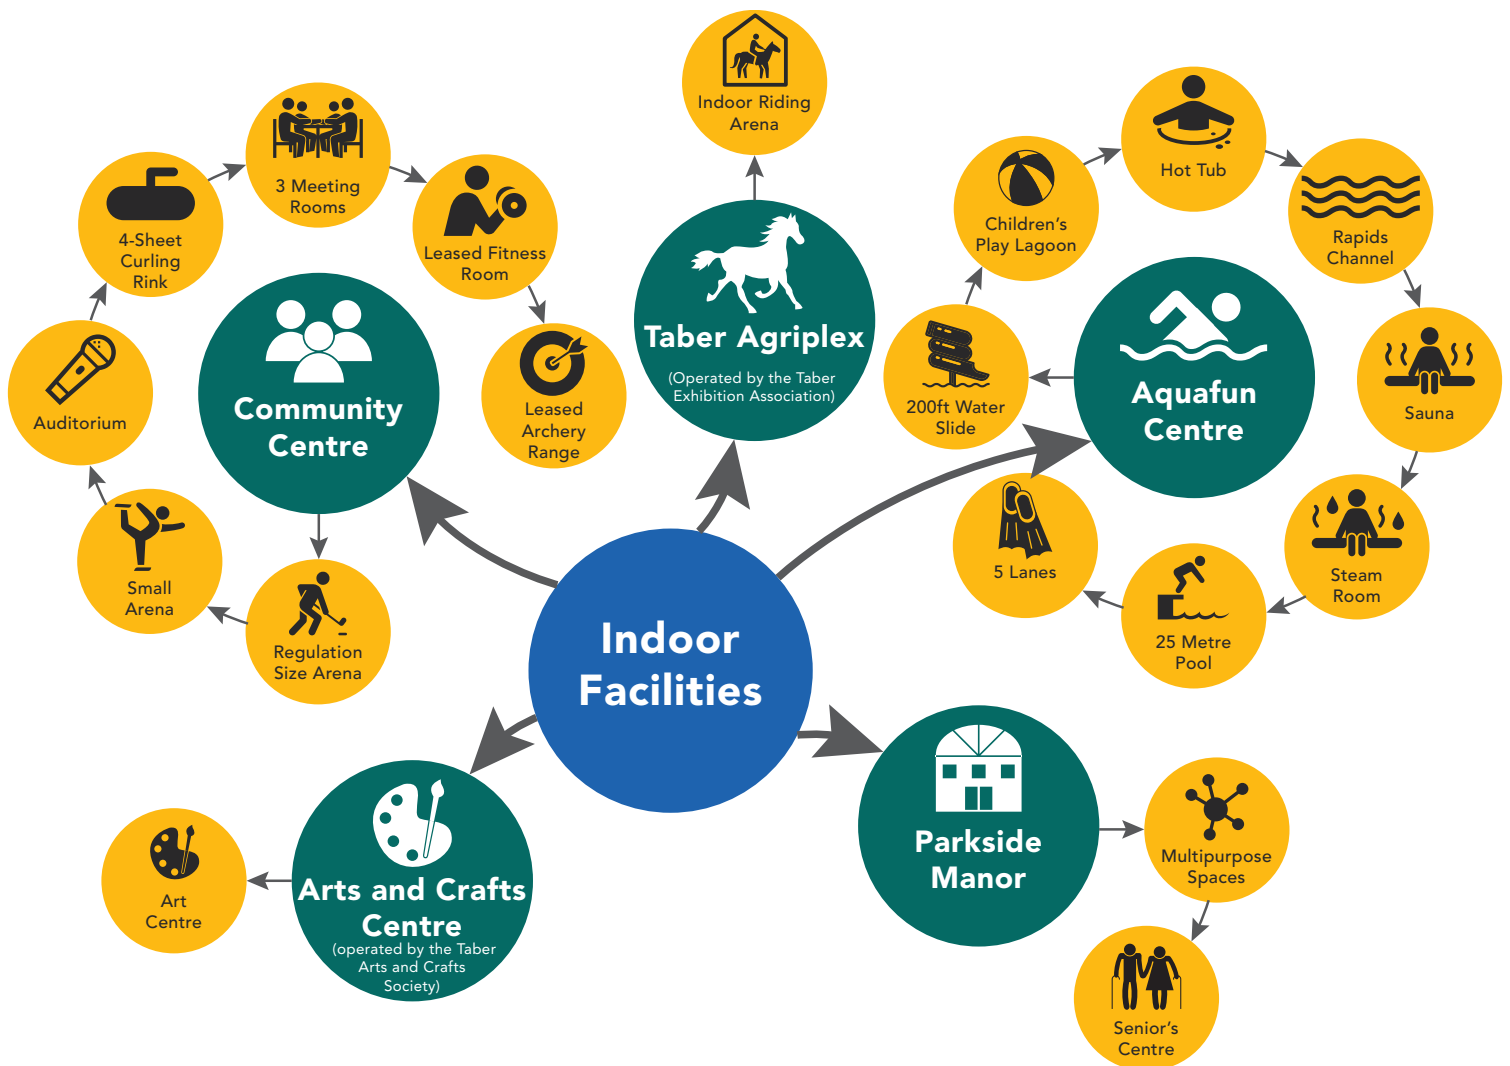 Indoor
Facilities
Community
Centre
Regulation
Size Arena
Small
Arena
Auditorium
4-Sheet
Curling
Rink
3 Meeting
Rooms
Leased Fitness
Room
Leased
Archery
Range
Taber Agriplex
(Operated by the Taber
Exhibition Association)
Indoor Riding
Arena
Aquafun
Centre
200ft Water
Slide
Children’s
Play Lagoon
Hot Tub
Rapids
Channel
Sauna
Steam
Room
25 Metre
Pool
5 Lanes
Parkside
Manor
Multipurpose
Spaces
Senior’s
Centre
Arts and Crafts
Centre
(operated by the Taber
Arts and Crafts
Society)
Art
Centre